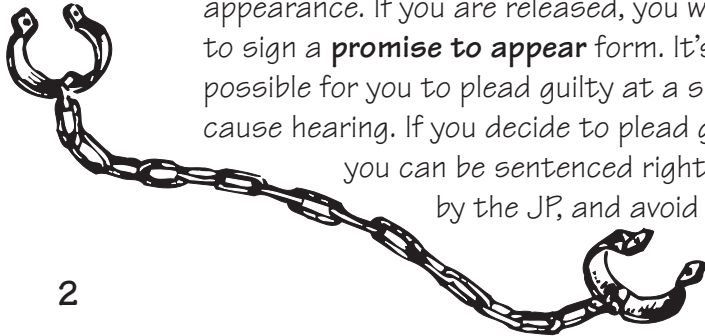 appearance. If you are released, you w
to sign a promise to appear form. It's
possible for you to plead guilty at a s
cause hearing. If you decide to plead g
you can be sentenced right
by the JP, and avoid
2